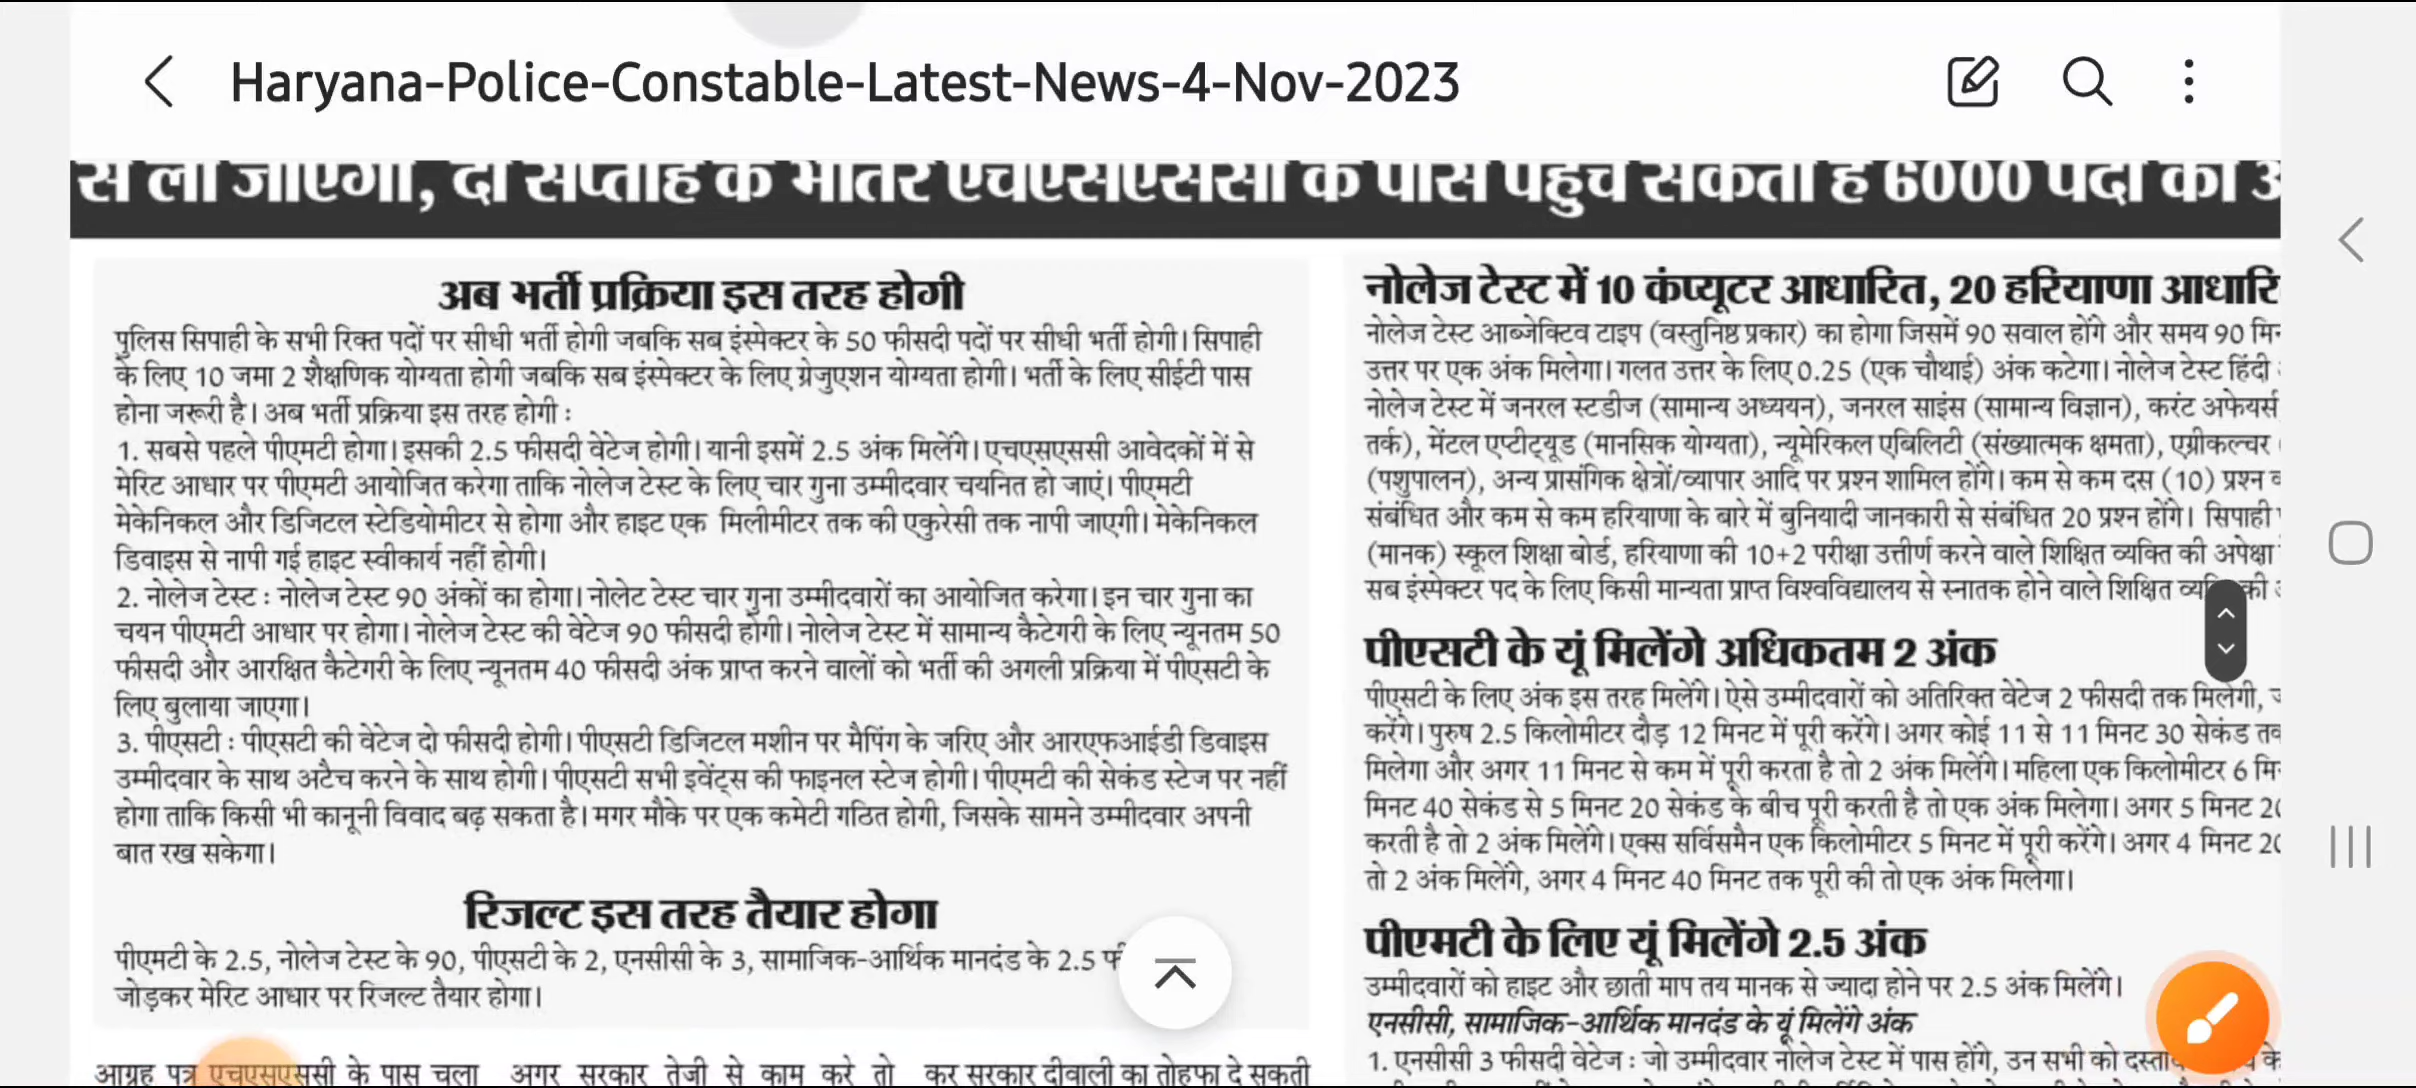 Haryana-Police-Constable-Latest-News-4-Nov-2023
से ली जाएगी, दो सप्ताह के भीतर एचएसएससी के पास पहुंच सकता है 6000 पदों का
अब भर्ती प्रक्रिया इस तरह होगी
पुलिस सिपाही के सभी रिक्त पदों पर सीधी भर्ती होगी जबकि सब इंस्पेक्टर के 50 फीसदी पदों पर सीधी भर्ती होगी। सिपाही
के लिए 10 जमा 2 शैक्षणिक योग्यता होगी जबकि सब इंस्पेक्टर के लिए ग्रेजुएशन योग्यता होगी। भर्ती के लिए सीईटी पास
होना जरूरी है। अब भर्ती प्रक्रिया इस तरह होगी :
1. सबसे पहले पीएमटी होगा। इसकी 2.5 फीसदी वेटेज होगी। यानी इसमें 2.5 अंक मिलेंगे। एचएसएससी आवेदकों में से
मेरिट आधार पर पीएमटी आयोजित करेगा ताकि नोलेज टेस्ट के लिए चार गुना उम्मीदवार चयनित हो जाएं। पीएमटी
मेकेनिकल और डिजिटल स्टेडियोमीटर से होगा और हाइट एक मिलीमीटर तक की एकुरेसी तक नापी जाएगी। मेकेनिकल
डिवाइस से नापी गई हाइट स्वीकार्य नहीं होगी।
2. नोलेज टेस्ट : नोलेज टेस्ट 90 अंकों का होगा। नोलेट टेस्ट चार गुना उम्मीदवारों का आयोजित करेगा। इन चार गुना का
चयन पीएमटी आधार पर होगा। नोलेज टेस्ट की वेटेज 90 फीसदी होगी। नोलेज टेस्ट में सामान्य कैटेगरी के लिए न्यूनतम 50
फीसदी और आरक्षित कैटेगरी के लिए न्यूनतम 40 फीसदी अंक प्राप्त करने वालों को भर्ती की अगली प्रक्रिया में पीएसटी के
लिए बुलाया जाएगा।
3. पीएसटी : पीएसटी की वेटेज दो फीसदी होगी। पीएसटी डिजिटल मशीन पर मैपिंग के जरिए और आरएफआईडी डिवाइस
उम्मीदवार के साथ अटैच करने के साथ होगी। पीएसटी सभी इवेंट्स की फाइनल स्टेज होगी। पीएमटी की सेकंड स्टेज पर नहीं
होगा ताकि किसी भी कानूनी विवाद बढ़ सकता है। मगर मौके पर एक कमेटी गठित होगी, जिसके सामने उम्मीदवार अपनी
बात रख सकेगा।
रिजल्ट इस तरह तैयार होगा
पीएमटी के 2.5, नोलेज टेस्ट के 90, पीएसटी के 2, एनसीसी के 3, सामाजिक-आर्थिक मानदंड के 2.5
जोड़कर मेरिट आधार पर रिजल्ट तैयार होगा।
आग्रह पत्र एचएसएससी के पास चला अगर सरकार तेजी से काम करे तो कर सरकार दीवाली का तोहफा दे सकती
नोलेज टेस्ट में 10 कंप्यूटर आधारित, 20 हरियाणा
नोलेज टेस्ट आब्जेक्टिव टाइप (वस्तुनिष्ठ प्रकार) का होगा जिसमें 90 सवाल होंगे और समय 90
उत्तर पर एक अंक मिलेगा। गलत उत्तर के लिए 0.25 (एक चौथाई) अंक कटेगा। नोलेज टेस्ट हिंदी
नोलेज टेस्ट में जनरल स्टडीज (सामान्य अध्ययन), जनरल साइंस (सामान्य विज्ञान), करंट अफेयर्स
तर्क), मेंटल एप्टीट्यूड (मानसिक योग्यता), न्यूमेरिकल एबिलिटी (संख्यात्मक क्षमता), एग्रीकल्चर
(पशुपालन), अन्य प्रासंगिक क्षेत्रों/व्यापार आदि पर प्रश्न शामिल होंगे। कम से कम दस (10) प्रश्न
संबंधित और कम से कम हरियाणा के बारे में बुनियादी जानकारी से संबंधित 20 प्रश्न होंगे। सिपाही
(मानक) स्कूल शिक्षा बोर्ड, हरियाणा की 10+2 परीक्षा उत्तीर्ण करने वाले शिक्षित व्यक्ति की अपेक्षा
सब इंस्पेक्टर पद के लिए किसी मान्यता प्राप्त विश्वविद्यालय से स्नातक होने वाले शिक्षित की
पीएसटी के यूं मिलेंगे अधिकतम 2 अंक
पीएसटी के लिए अंक इस तरह मिलेंगे। ऐसे उम्मीदवारों को अतिरिक्त वेटेज 2 फीसदी तक मिलेगी,
करेंगे। पुरुष 2.5 किलोमीटर दौड़ 12 मिनट में पूरी करेंगे। अगर कोई 11 से 11 मिनट 30 सेकंड
मिलेगा और अगर 11 मिनट से कम में पूरी करता है तो 2 अंक मिलेंगे। महिला एक किलोमीटर 6
मिनट 40 सेकंड से 5 मिनट 20 सेकंड के बीच पूरी करती है तो एक अंक मिलेगा। अगर 5 मिनट
करती है तो 2 अंक मिलेंगे। एक्स सर्विसमैन एक किलोमीटर 5 मिनट में पूरी करेंगे। अगर 4 मिनट
तो 2 अंक मिलेंगे, अगर 4 मिनट 40 मिनट तक पूरी की तो एक अंक मिलेगा।
पीएमटी के लिए यूं मिलेंगे 2.5 अंक
उम्मीदवारों को हाइट और छाती माप तय मानक से ज्यादा होने पर 2.5 अंक मिलेंगे।
एनसीसी, सामाजिक-आर्थिक मानदंड के यूं मिलेंगे अंक
1. एनसीसी 3 फीसदी वेटेज : जो उम्मीदवार नोलेज टेस्ट में पास होंगे, उन सभी को